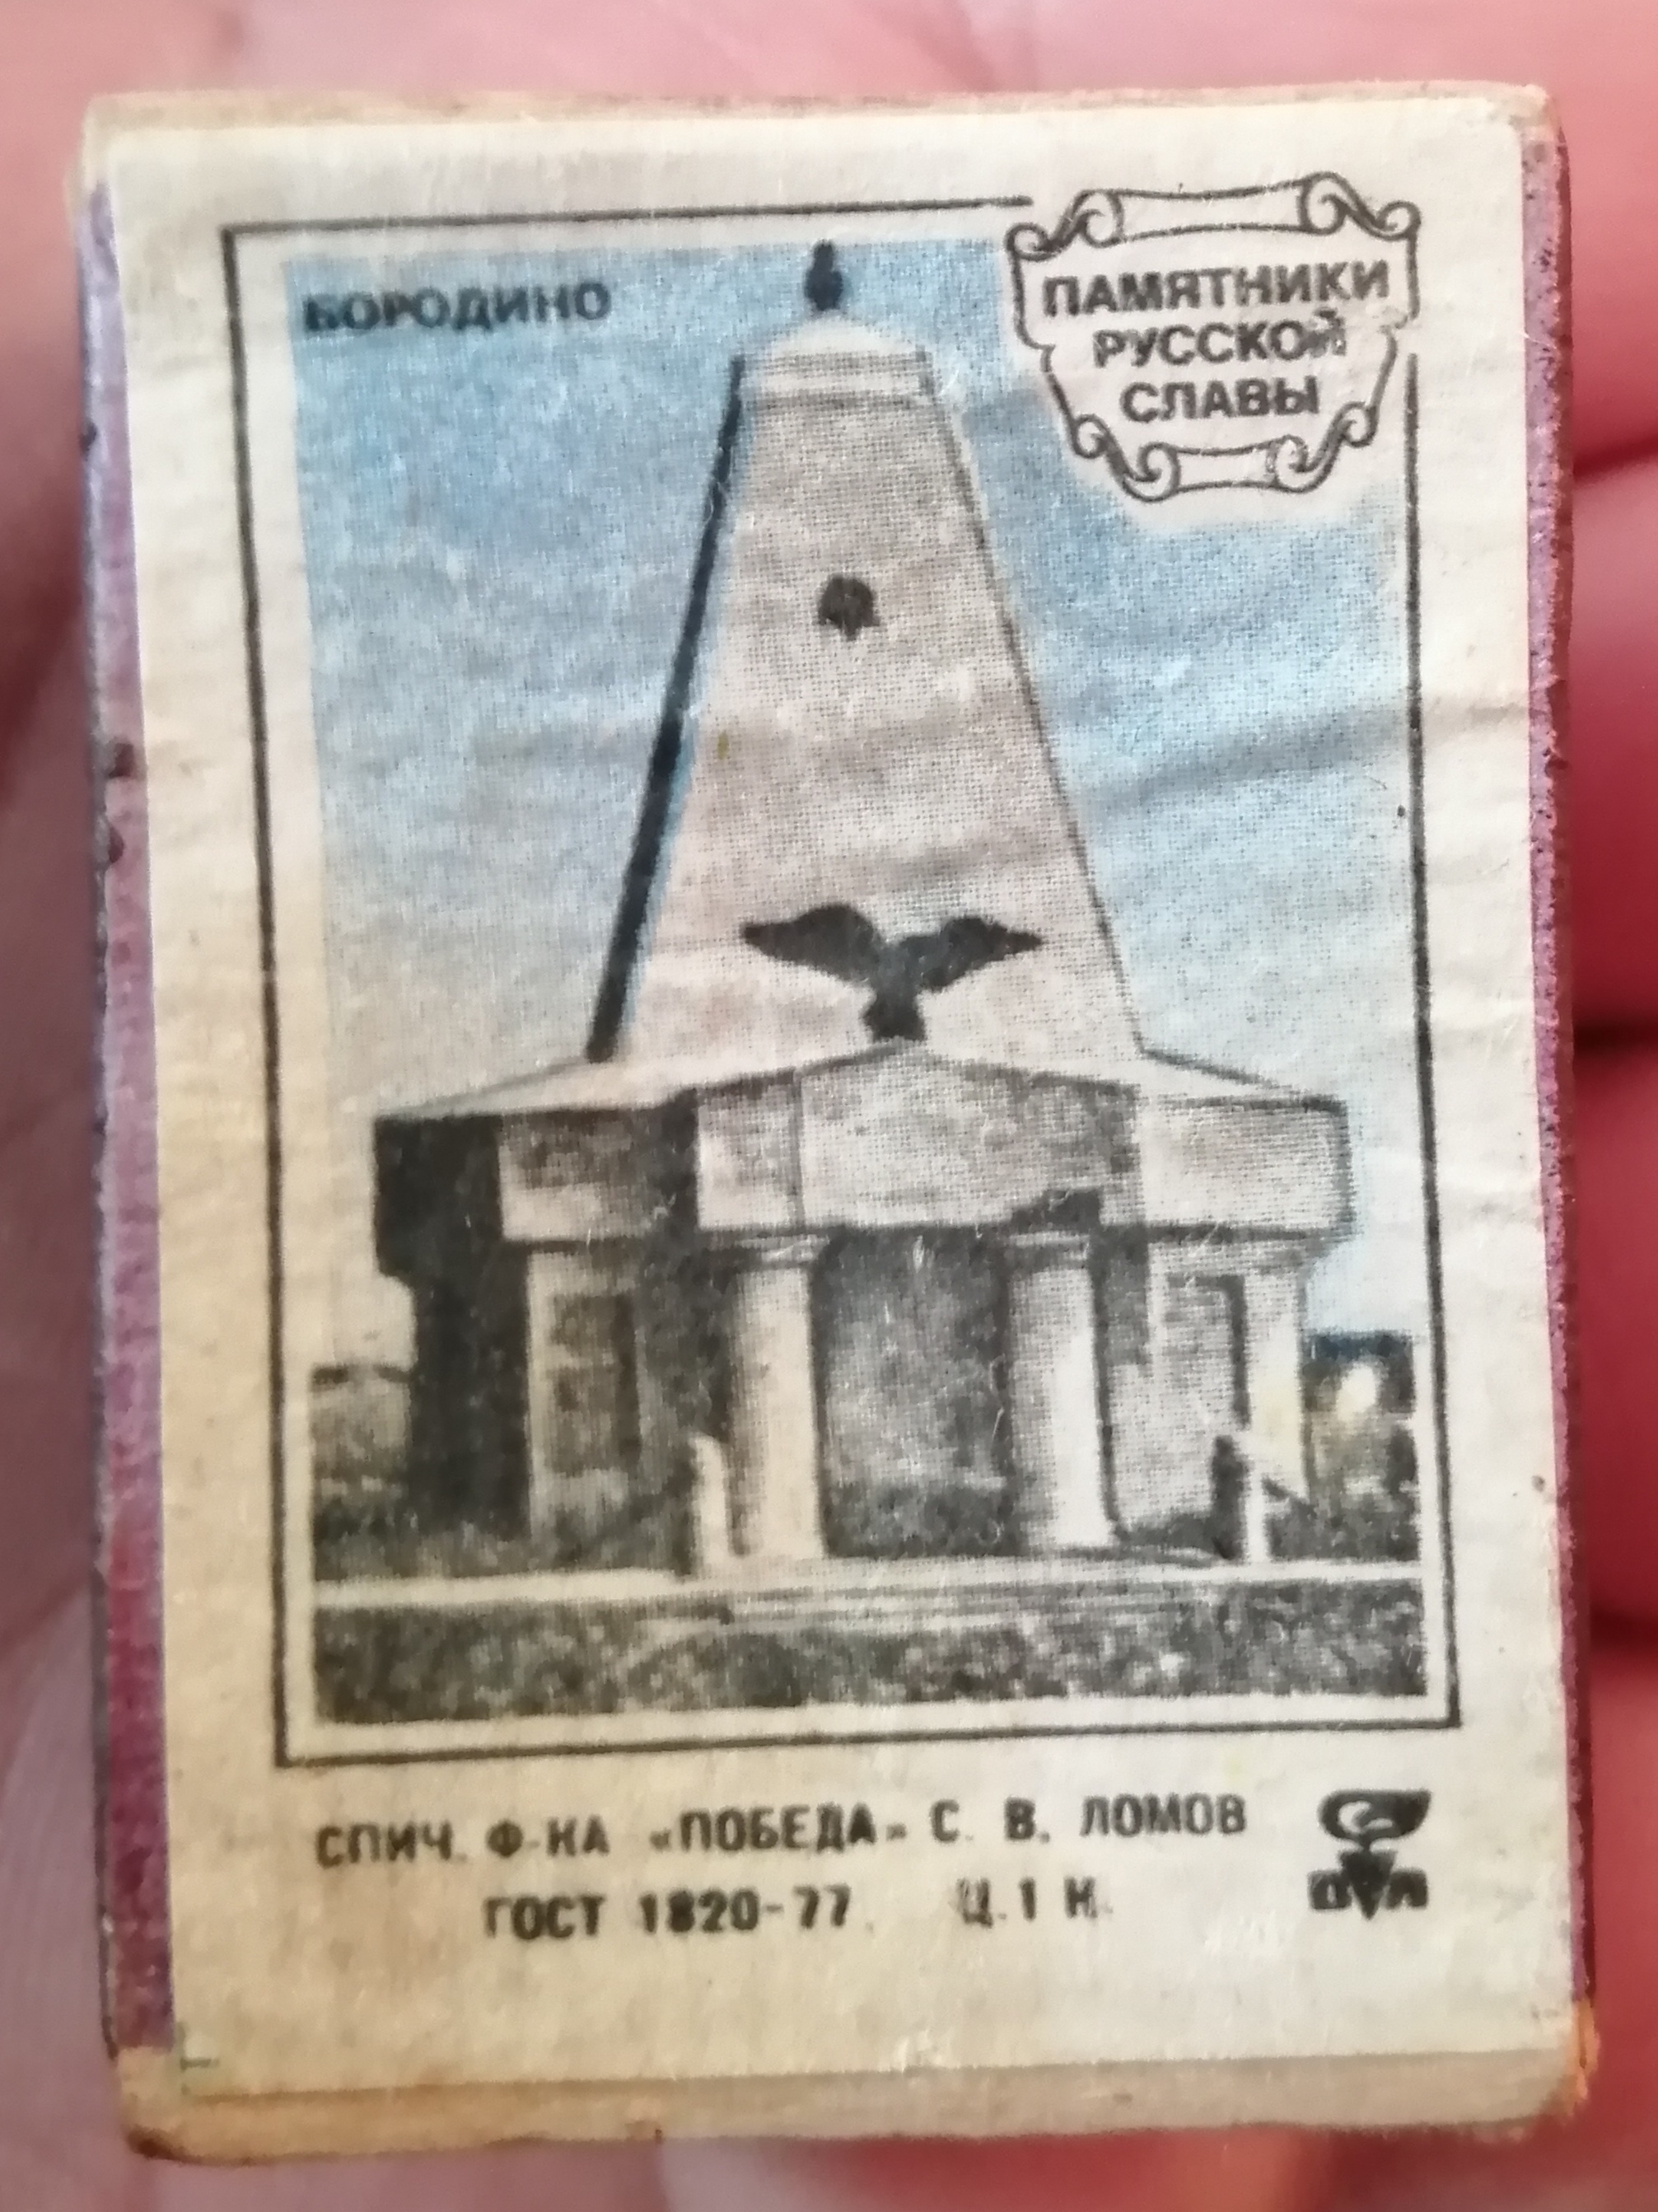 БОРОДИНО
ПАМЯТНИКИ
РУССКОЙ
СЛАВЫ
СПИЧ. Ф-КА «ПОБЕДА» С. В. ЛОМОВ
ГОСТ 1820-77. Ц. 1 К.